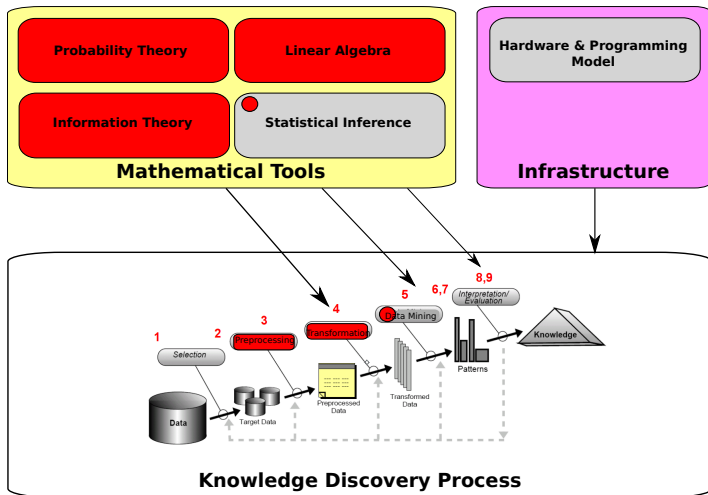 Probability Theory
Linear Algebra
Hardware & Programming
Model
Information Theory
Statistical Inference
Mathematical Tools
Infrastructure
8,9
6,7
5
4
3
2
1
Interpretation/
Evaluation
Data Mining
Transformation
Preprocessing
Selection
Knowledge
Patterns
Transformed
Data
Preprocessed
Data
Target Data
Data
Knowledge Discovery Process